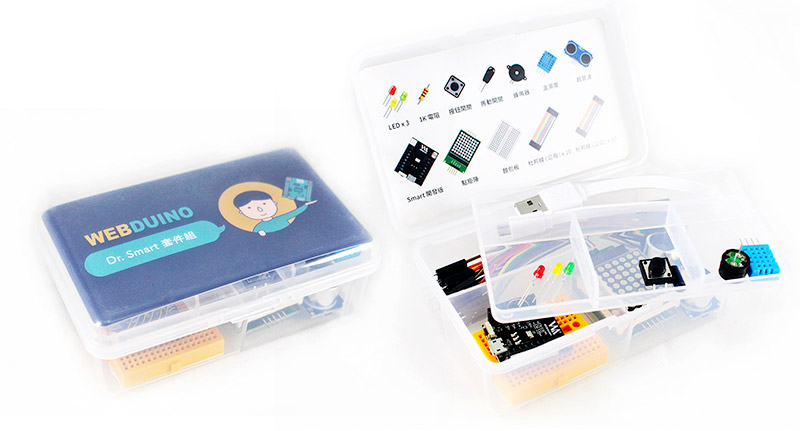 WEBDUINO
Dr. Smart 套件組
LED x 3
1K 電阻
按鈕開關
震動開關
蜂鳴器
溫濕度
超音波
Smart 開發版
點矩陣
麵包板